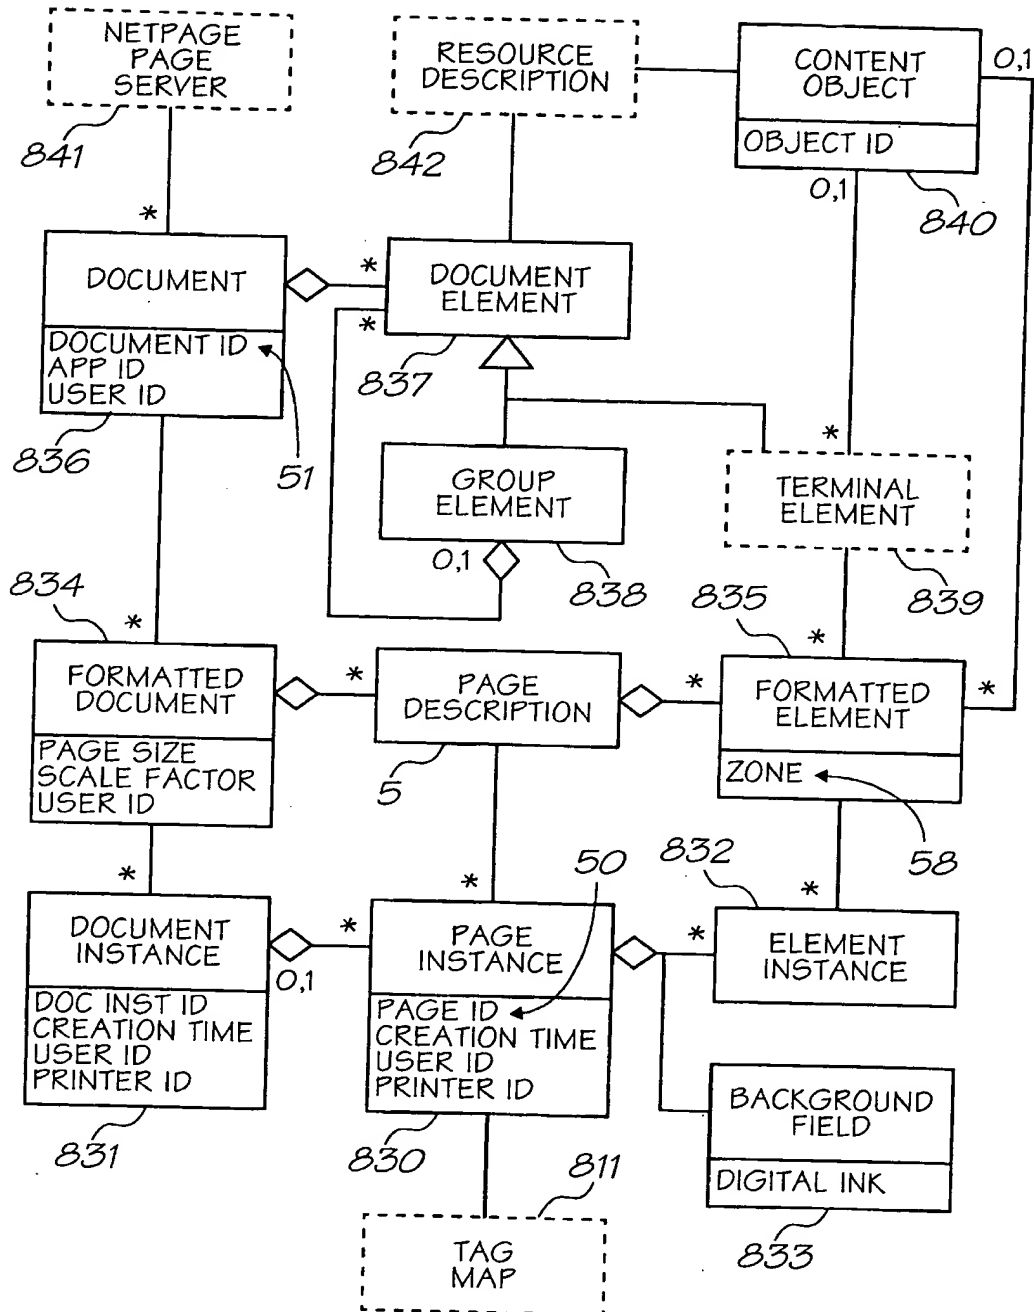 NETPAGE
PAGE
SERVER
841
*
RESOURCE
DESCRIPTION
842
CONTENT
OBJECT
OBJECT ID
0,1
0,1
840
DOCUMENT
DOCUMENT ID
APP ID
USER ID
836
51
*
*
DOCUMENT
ELEMENT
837
GROUP
ELEMENT
0,1
838
*
TERMINAL
ELEMENT
839
834
*
FORMATTED
DOCUMENT
PAGE SIZE
SCALE FACTOR
USER ID
*
PAGE
DESCRIPTION
5
835
*
*
*
FORMATTED
ELEMENT
ZONE
58
*
DOCUMENT
INSTANCE
DOC INST ID
CREATION TIME
USER ID
PRINTER ID
831
0,1
*
*
50
PAGE
INSTANCE
PAGE ID
CREATION TIME
USER ID
PRINTER ID
830
832
*
*
ELEMENT
INSTANCE
BACKGROUND
FIELD
DIGITAL INK
833
811
TAG
MAP